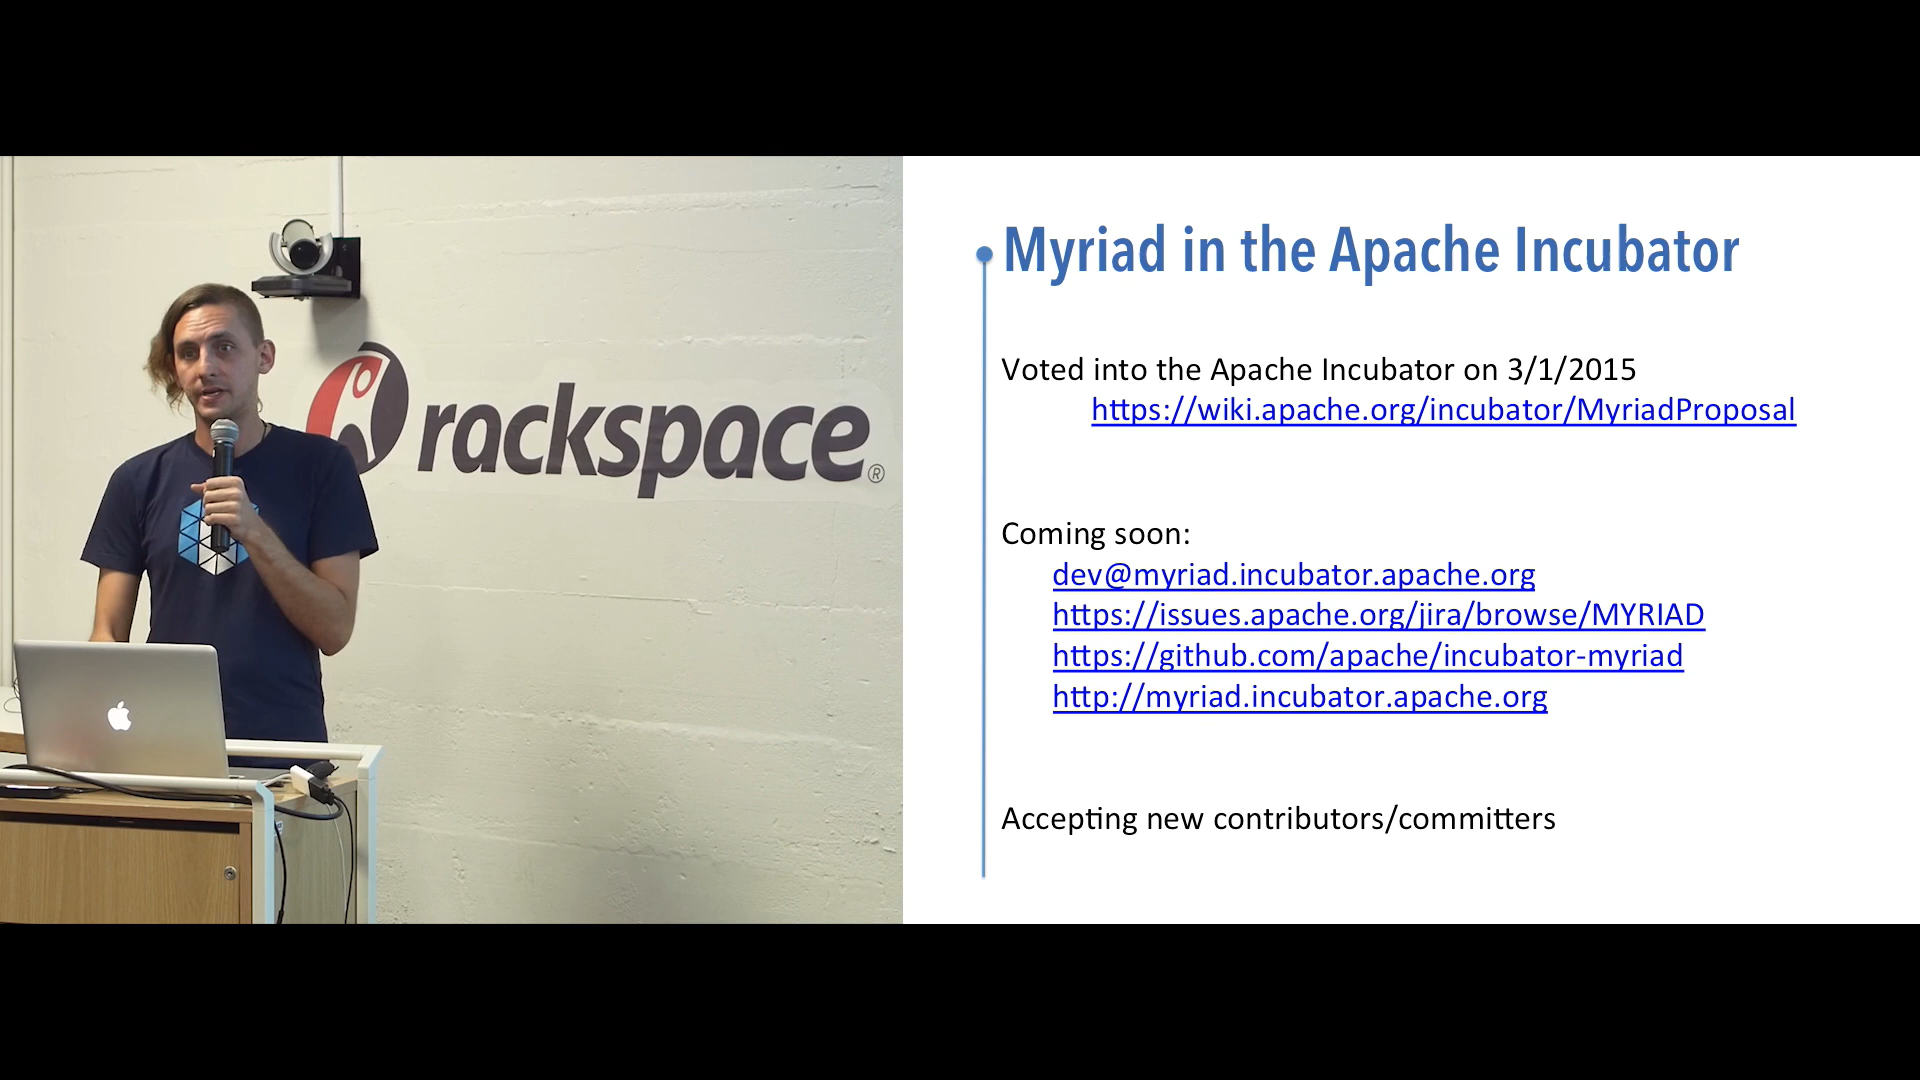 rackspace®
Myriad in the Apache Incubator
Voted into the Apache Incubator on 3/1/2015
https://wiki.apache.org/incubator/MyriadProposal
Coming soon:
dev@myriad.incubator.apache.org
https://issues.apache.org/jira/browse/MYRIAD
https://github.com/apache/incubator-myriad
http://myriad.incubator.apache.org
Accepting new contributors/committers